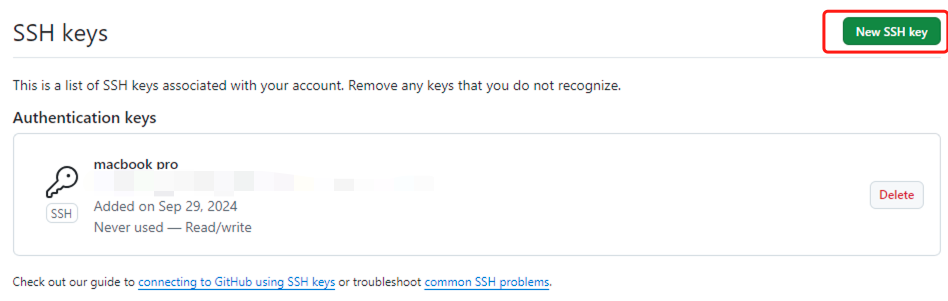 SSH keys
New SSH key
This is a list of SSH keys associated with your account. Remove any keys that you do not recognize.
Authentication keys
macbook pro
SSH
Added on Sep 29, 2024
Never used — Read/write
Delete
Check out our guide to connecting to GitHub using SSH keys or troubleshoot common SSH problems.